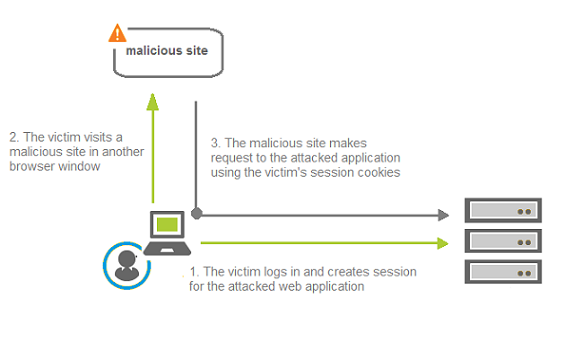 malicious site
2. The victim visits a
malicious site in another
browser window
3. The malicious site makes
request to the attacked application
using the victim's session cookies
1. The victim logs in and creates session
for the attacked web application